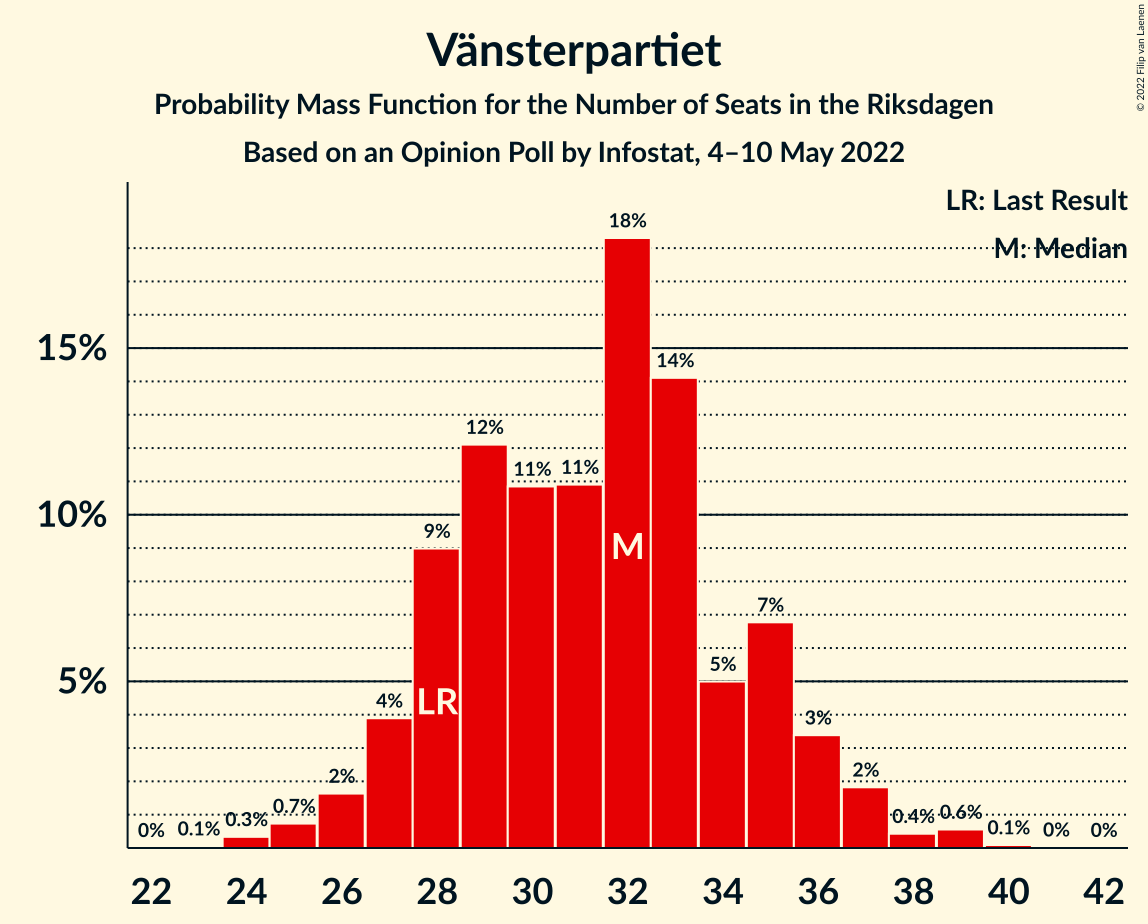 Vänsterpartiet
Probability Mass Function for the Number of Seats in the Riksdagen
Based on an Opinion Poll by Infostat, 4–10 May 2022
© 2022 Filip van Laenen
LR: Last Result
M: Median
15%
10%
5%
0%
0.1%
0.3%
0.7%
2%
4%
9%
12%
11%
11%
18%
14%
5%
7%
3%
2%
0.4%
0.6%
0.1%
0%
0%
LR
M
22 24 26 28 30 32 34 36 38 40 42